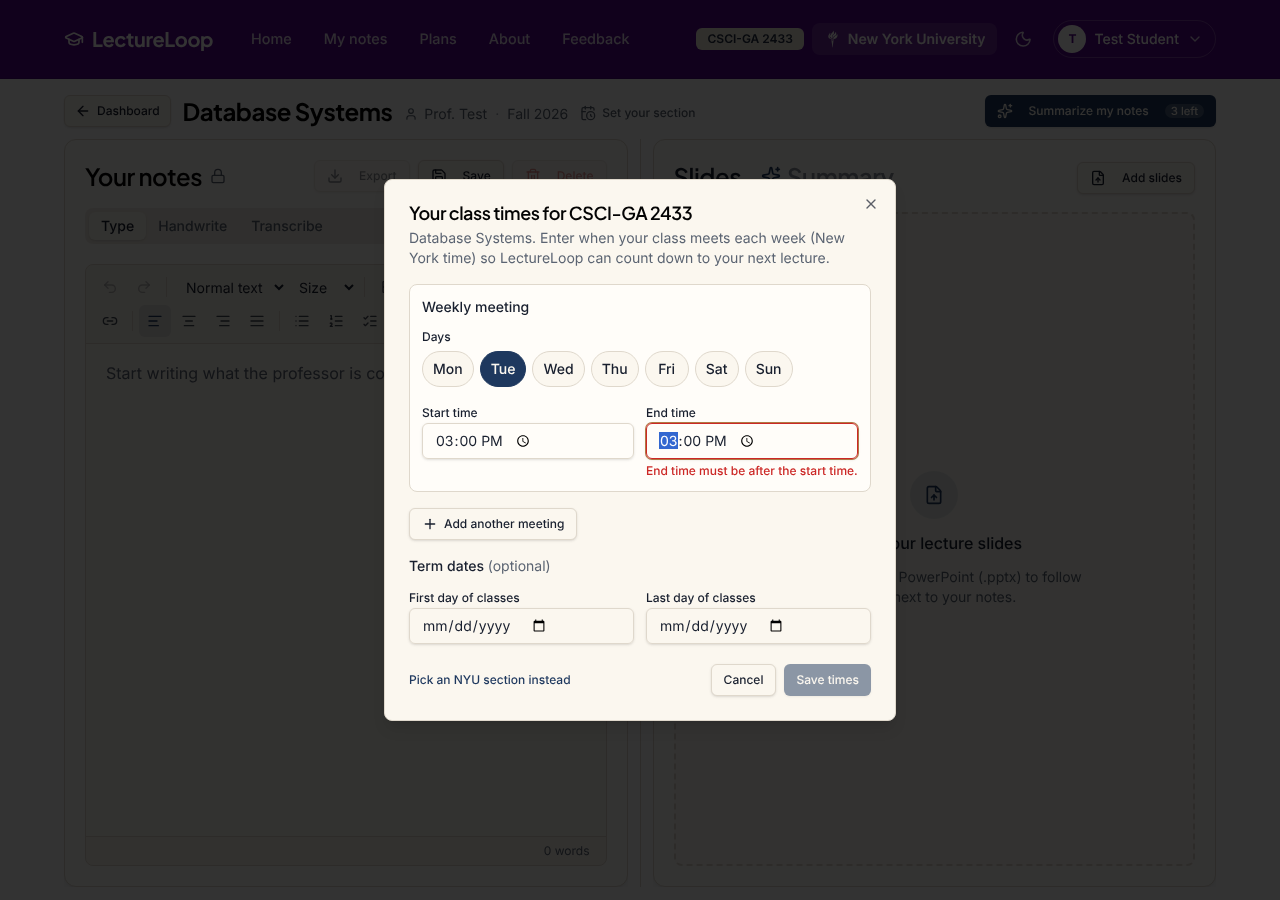 LectureLoop
Home
My notes
Plans
About
Feedback
CSCI-GA 2433
New York University
T
Test Student
Dashboard
Database Systems
Prof. Test · Fall 2026
Set your section
Summarize my notes
3 left
Your notes
Export
Save
Delete
Slides
Summary
Add slides
Type
Handwrite
Transcribe
Normal text
Size
Start writing what the professor is co
Your class times for CSCI-GA 2433
Database Systems. Enter when your class meets each week (New
York time) so LectureLoop can count down to your next lecture.
Weekly meeting
Days
Mon
Tue
Wed
Thu
Fri
Sat
Sun
Start time
End time
03:00 PM
03:00 PM
End time must be after the start time.
Add another meeting
Term dates (optional)
First day of classes
Last day of classes
mm/dd/yyyy
mm/dd/yyyy
Pick an NYU section instead
Cancel
Save times
our lecture slides
PowerPoint (.pptx) to follow
next to your notes.
0 words